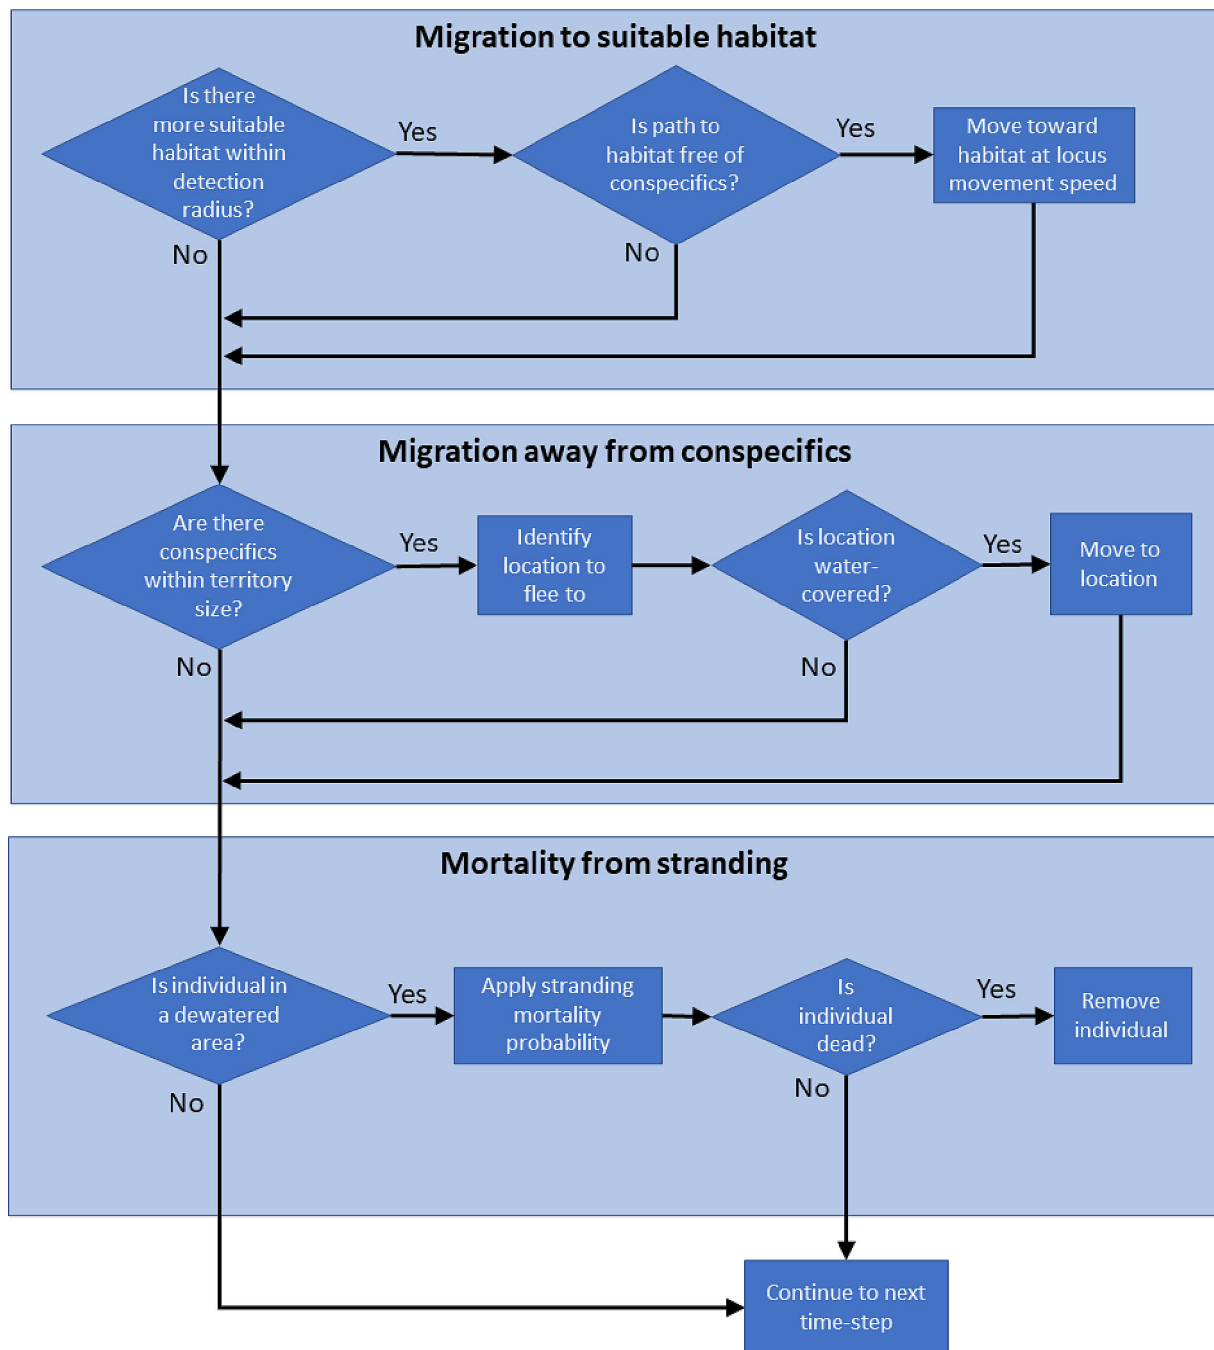 Migration to suitable habitat
Is there
more suitable
habitat within
detection
radius?
Yes
Is path to
habitat free of
conspecifics?
Yes
Move toward
habitat at locus
movement speed
No
No
Migration away from conspecifics
Are there
conspecifics
within territory
size?
Yes
Identify
location to
flee to
Is location
water-
covered?
Yes
Move to
location
No
No
Mortality from stranding
Is individual in
a dewatered
area?
Yes
Apply stranding
mortality
probability
Is
individual
dead?
Yes
Remove
individual
No
No
Continue to next
time-step